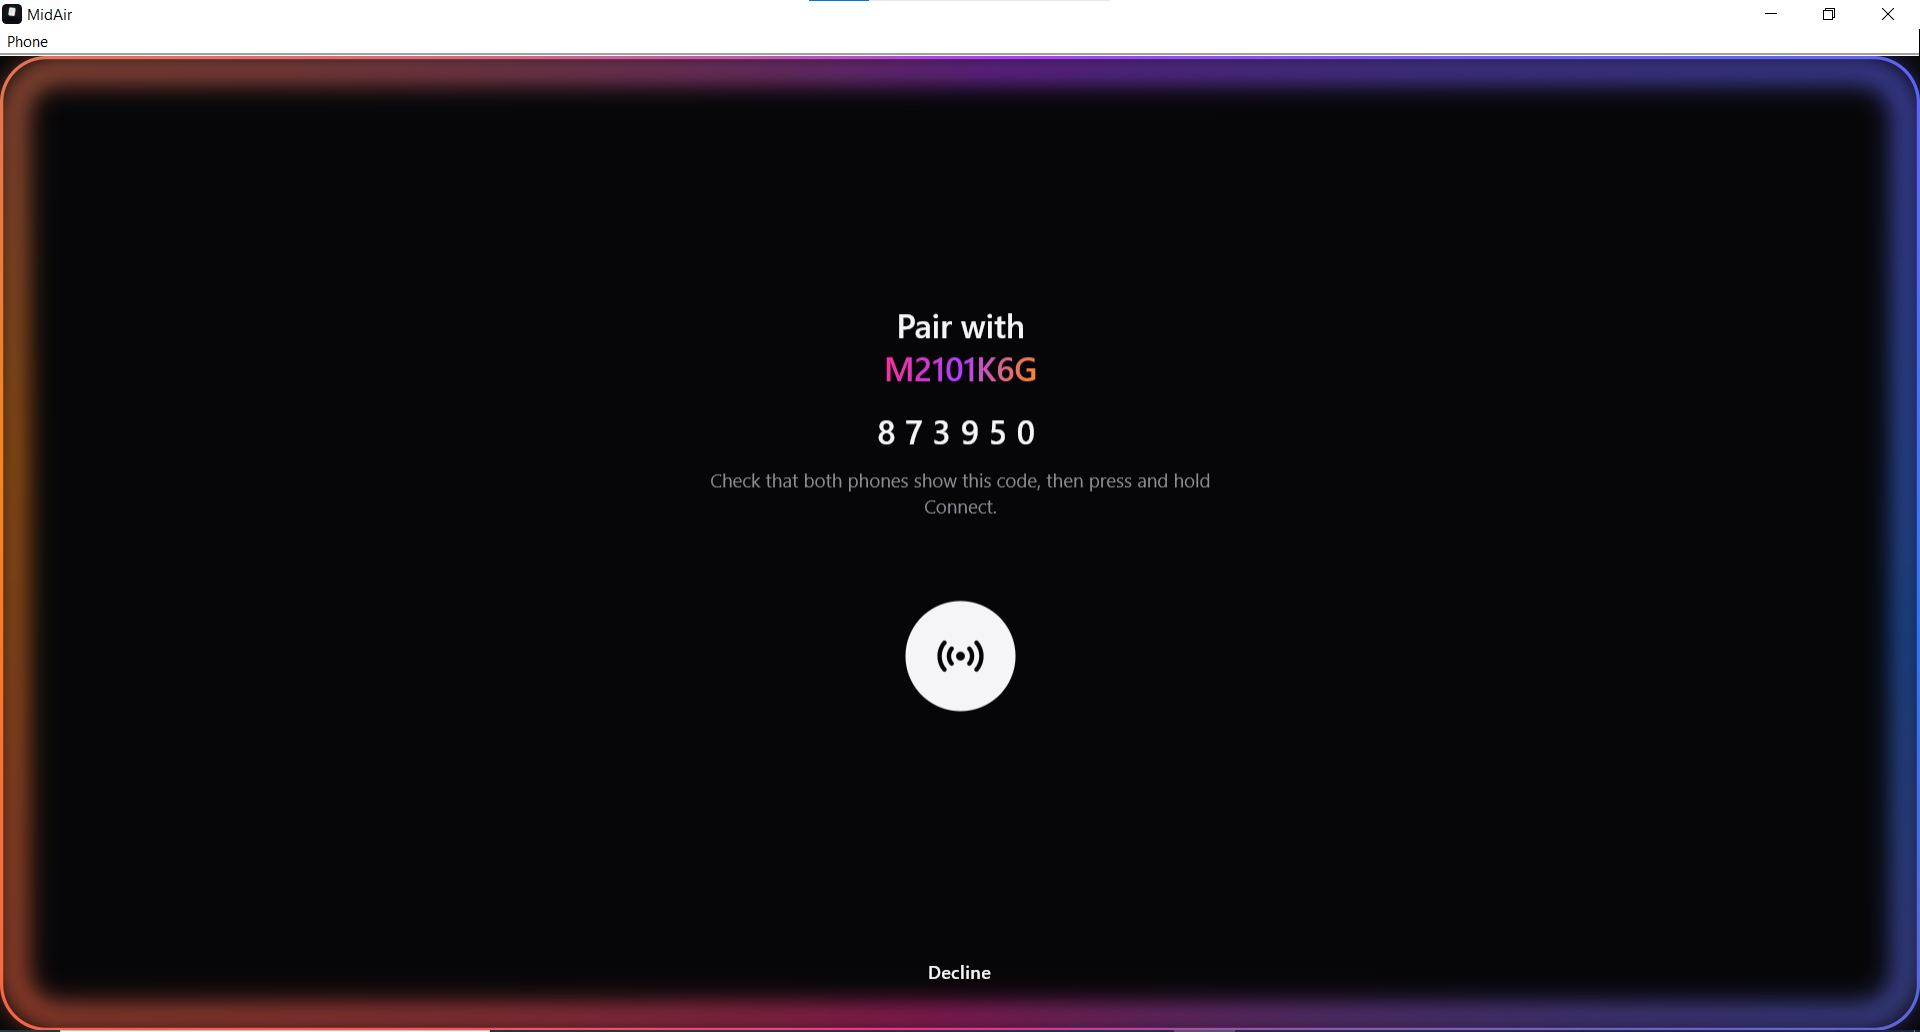 MidAir
Phone
Pair with
M2101K6G
8 7 3 9 5 0
Check that both phones show this code, then press and hold
Connect.
Decline